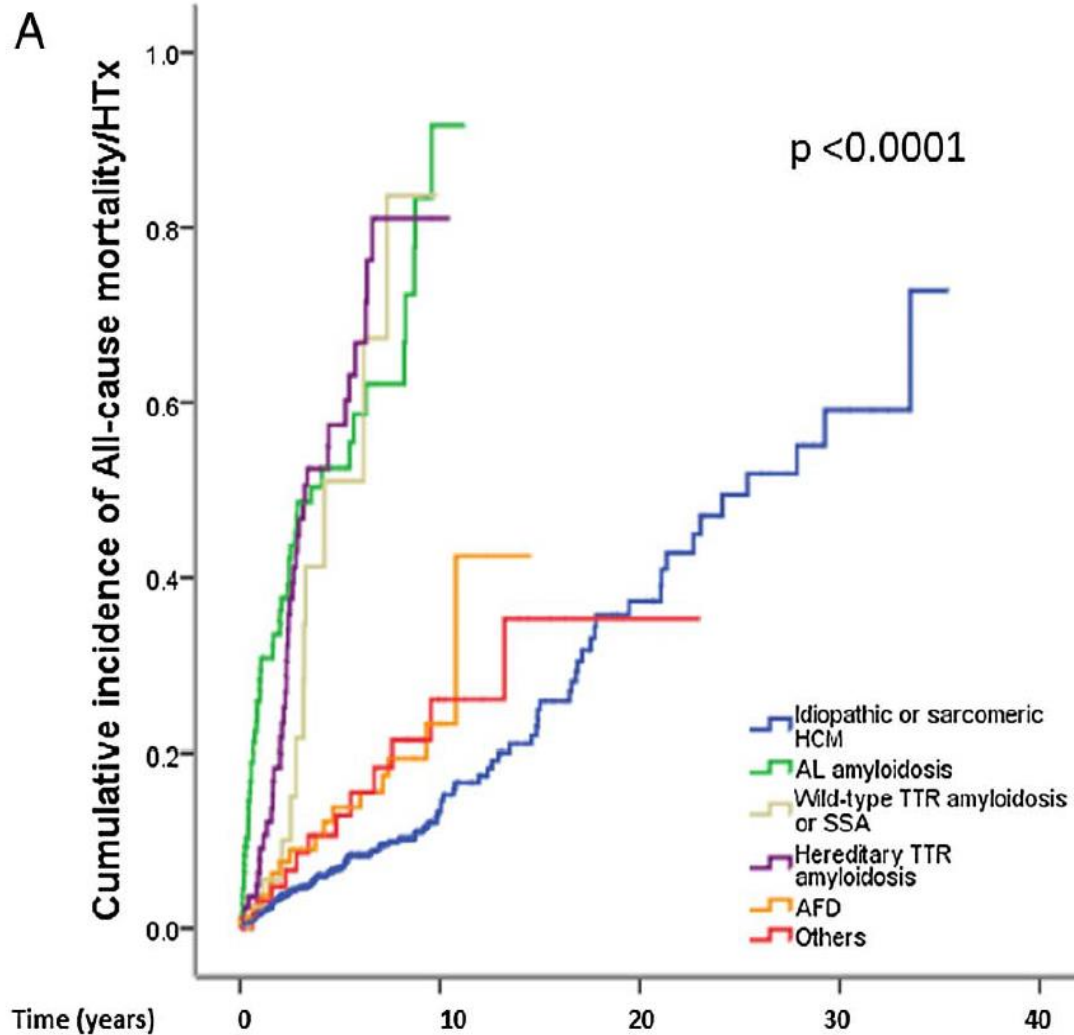 A
Cumulative incidence of All-cause mortality/HTx
1.0
0.8
0.6
0.4
0.2
0.0
p <0.0001
Idiopathic or sarcomeric
HCM
AL amyloidosis
Wild-type TTR amyloidosis
or SSA
Hereditary TTR
amyloidosis
AFD
Others
Time (years)
0 10 20 30 40